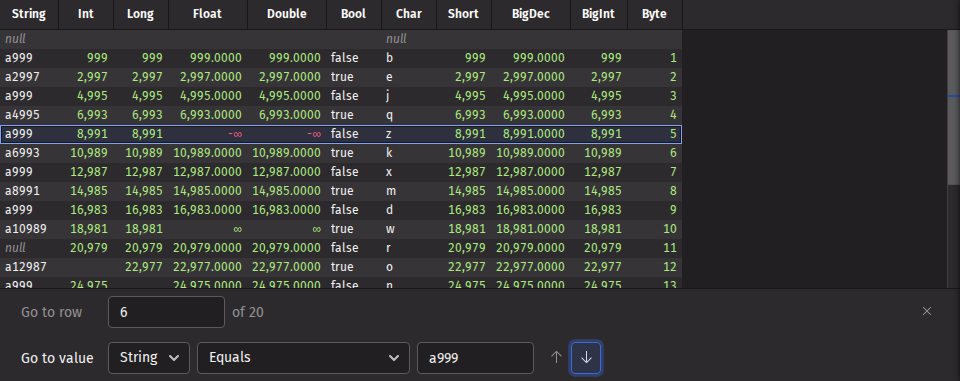 String Int Long Float Double Bool Char Short BigDec BigInt Byte
null null
a999 999 999 999.0000 999.0000 false b 999 999.0000 999 1
a2997 2,997 2,997 2,997.0000 2,997.0000 true e 2,997 2,997.0000 2,997 2
a999 4,995 4,995 4,995.0000 4,995.0000 false j 4,995 4,995.0000 4,995 3
a4995 6,993 6,993 6,993.0000 6,993.0000 true q 6,993 6,993.0000 6,993 4
a999 8,991 8,991 -∞ -∞ false z 8,991 8,991.0000 8,991 5
a6993 10,989 10,989 10,989.0000 10,989.0000 true k 10,989 10,989.0000 10,989 6
a999 12,987 12,987 12,987.0000 12,987.0000 false x 12,987 12,987.0000 12,987 7
a8991 14,985 14,985 14,985.0000 14,985.0000 true m 14,985 14,985.0000 14,985 8
a999 16,983 16,983 16,983.0000 16,983.0000 false d 16,983 16,983.0000 16,983 9
a10989 18,981 18,981 ∞ ∞ true w 18,981 18,981.0000 18,981 10
null 20,979 20,979 20,979.0000 20,979.0000 false r 20,979 20,979.0000 20,979 11
a12987 22,977 22,977.0000 22,977.0000 true o 22,977 22,977.0000 22,977 12
a999 24,975 24,975.0000 24,975.0000 false n 24,975 24,975.0000 24,975 13
Go to row 6 of 20
Go to value String Equals a999